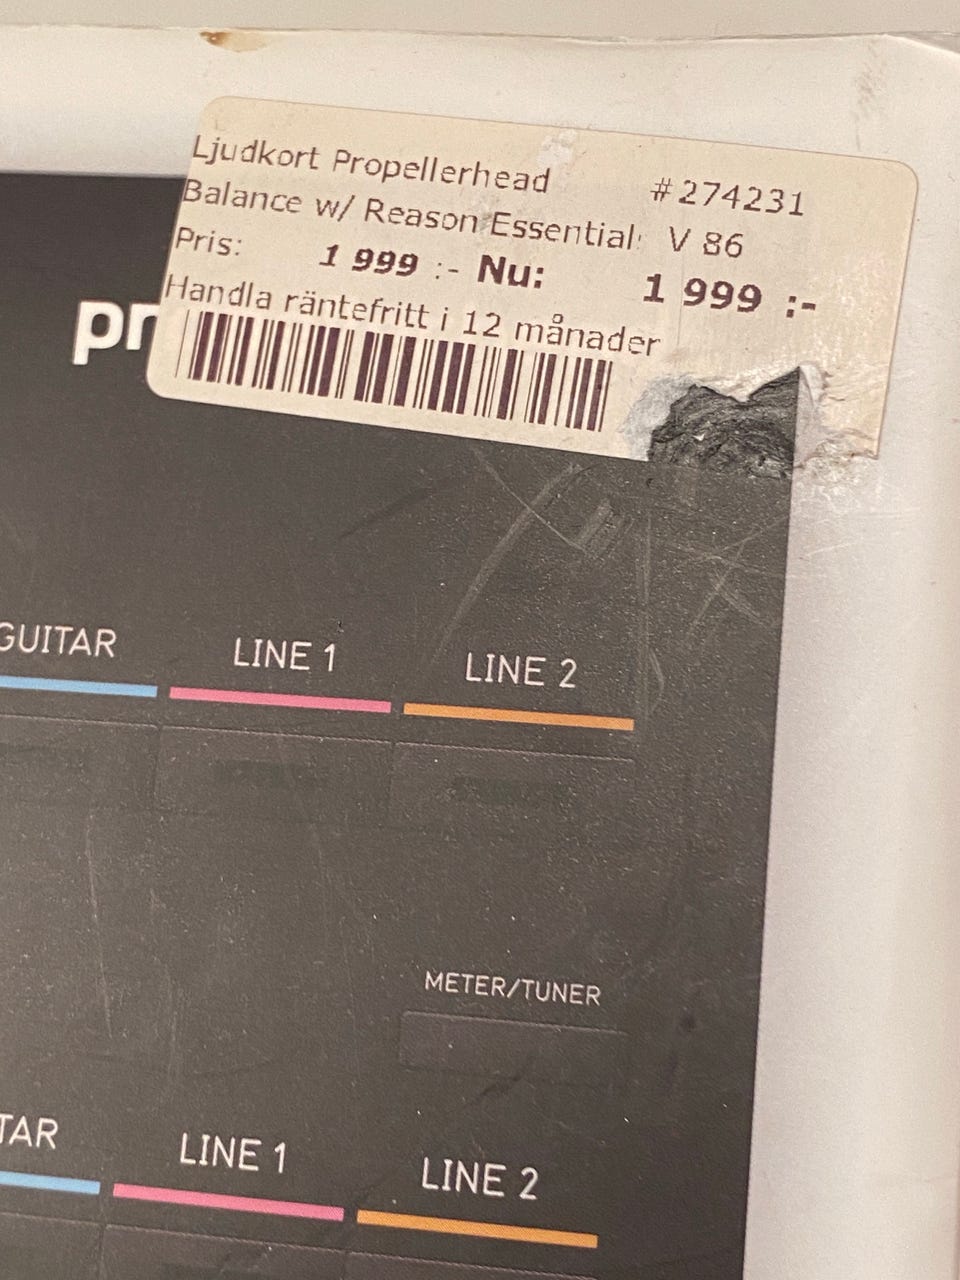 Ljudkort Propellerhead #274231
Balance w/ Reason Essential V 86
Pris: 1 999 :- Nu: 1 999 :-
Handla räntefritt i 12 månader
pr
GUITAR LINE 1 LINE 2
METER/TUNER
TAR LINE 1 LINE 2